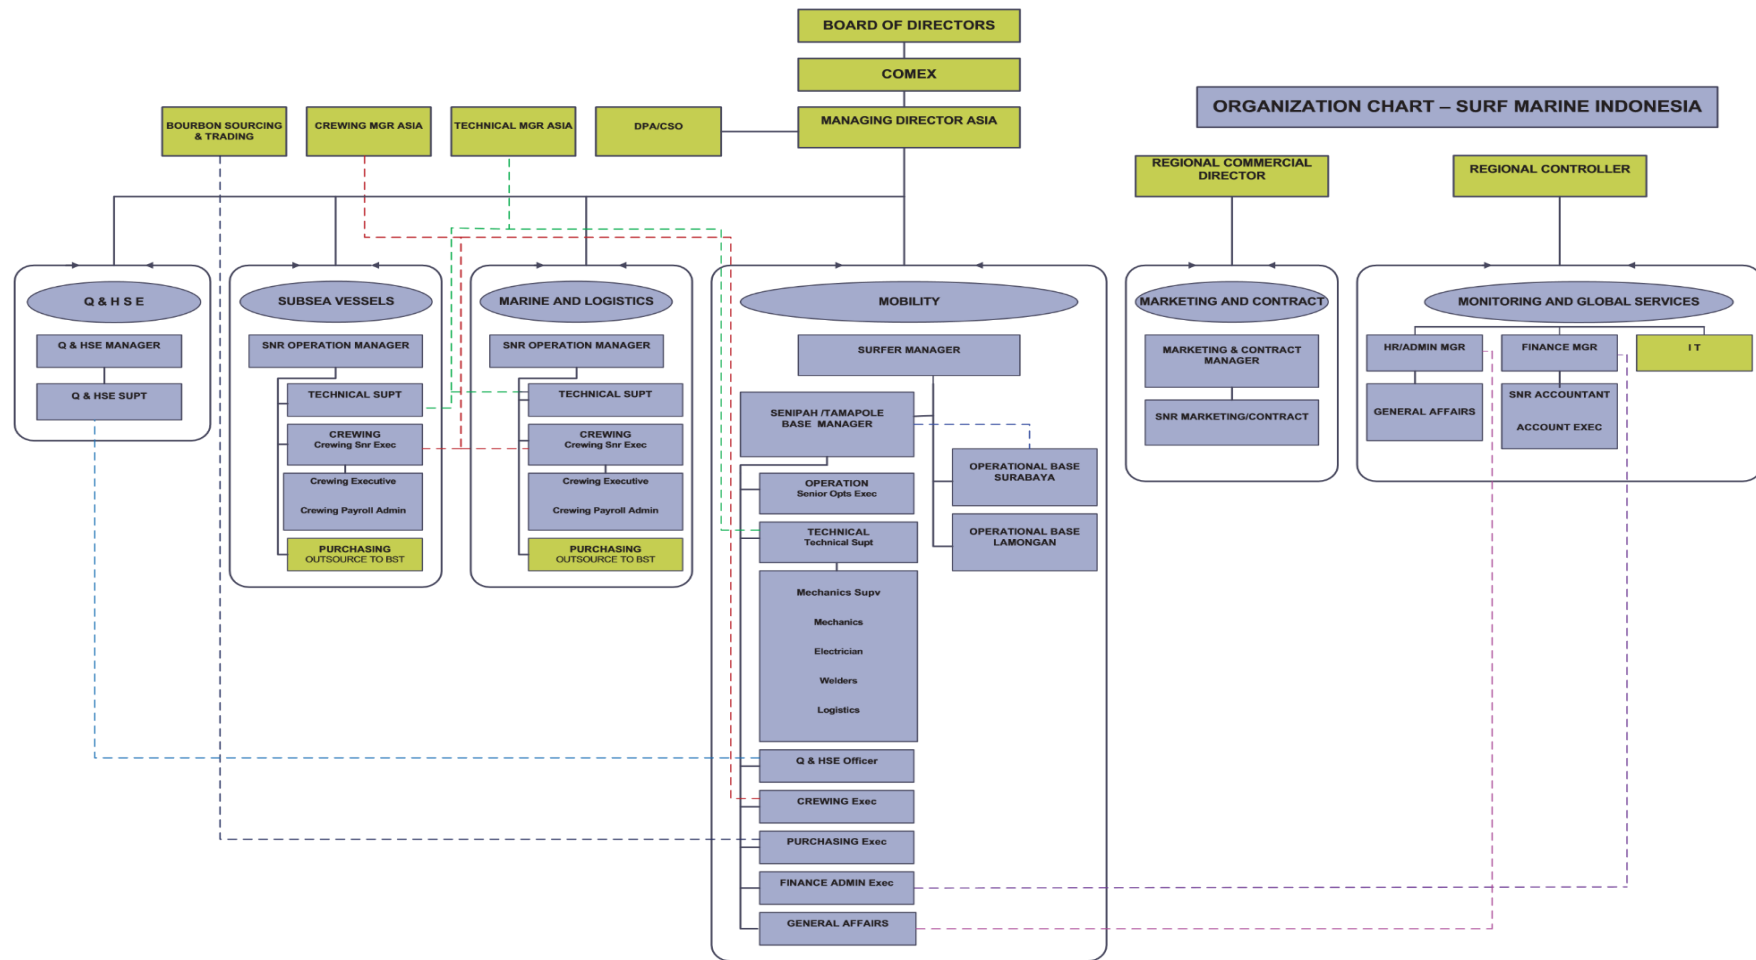 BOARD OF DIRECTORS
COMEX
MANAGING DIRECTOR ASIA
ORGANIZATION CHART – SURF MARINE INDONESIA
BOURBON SOURCING
& TRADING
CREWING MGR ASIA
TECHNICAL MGR ASIA
DPA/CSO
REGIONAL COMMERCIAL
DIRECTOR
REGIONAL CONTROLLER
Q & H S E
Q & HSE MANAGER
Q & HSE SUPT
SUBSEA VESSELS
SNR OPERATION MANAGER
TECHNICAL SUPT
CREWING
Crewing Snr Exec
Crewing Executive
Crewing Payroll Admin
PURCHASING
OUTSOURCE TO BST
MARINE AND LOGISTICS
SNR OPERATION MANAGER
TECHNICAL SUPT
CREWING
Crewing Snr Exec
Crewing Executive
Crewing Payroll Admin
PURCHASING
OUTSOURCE TO BST
MOBILITY
SURFER MANAGER
SENIPAH /TAMAPOLE
BASE MANAGER
OPERATION
Senior Opts Exec
TECHNICAL
Technical Supt
Mechanics Supv
Mechanics
Electrician
Welders
Logistics
Q & HSE Officer
CREWING Exec
PURCHASING Exec
FINANCE ADMIN Exec
GENERAL AFFAIRS
OPERATIONAL BASE
SURABAYA
OPERATIONAL BASE
LAMONGAN
MARKETING AND CONTRACT
MARKETING & CONTRACT
MANAGER
SNR MARKETING/CONTRACT
MONITORING AND GLOBAL SERVICES
HR/ADMIN MGR
GENERAL AFFAIRS
FINANCE MGR
SNR ACCOUNTANT
ACCOUNT EXEC
I T